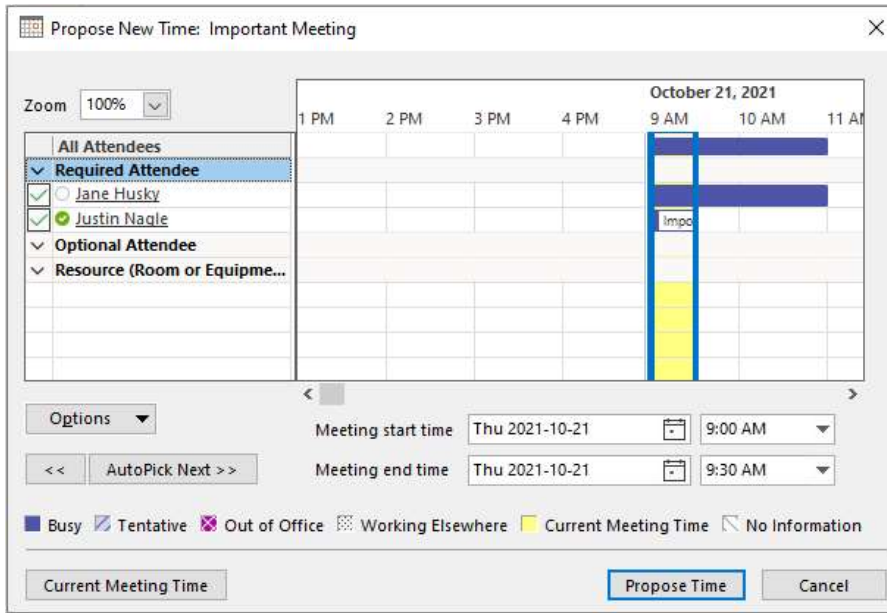 Propose New Time: Important Meeting
Zoom 100%
October 21, 2021
1 PM 2 PM 3 PM 4 PM 9 AM 10 AM 11 AM
All Attendees
Required Attendee
Jane Husky
Justin Nagle
Impo
Optional Attendee
Resource (Room or Equipme...
Options
Meeting start time Thu 2021-10-21 9:00 AM
<< AutoPick Next >> Meeting end time Thu 2021-10-21 9:30 AM
Busy Tentative Out of Office Working Elsewhere Current Meeting Time No Information
Current Meeting Time Propose Time Cancel